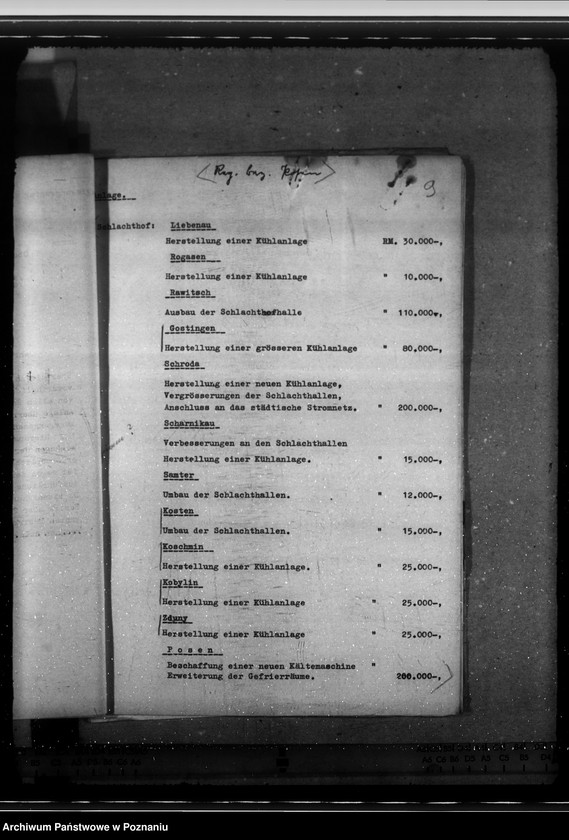 Reg. bez.
9
lage.
Schlachthof: Liebenau
Herstellung einer Kühlanlage RM. 30.000-,
Rogasen
Herstellung einer Kühlanlage " 10.000-,
Rawitsch
Ausbau der Schlachthofhalle " 110.000-,
Gostingen
Herstellung einer grösseren Kühlanlage " 80.000-,
Schroda
Herstellung einer neuen Kühlanlage,
Vergrösserungen der Schlachthallen,
Anschluss an das städtische Stromnetz. " 200.000-,
Scharnikau
Verbesserungen an den Schlachthallen
Herstellung einer Kühlanlage. " 15.000-,
Samter
Umbau der Schlachthallen. " 12.000-,
Kosten
Umbau der Schlachthallen. " 15.000-,
Koschmin
Herstellung einer Kühlanlage. " 25.000-,
Kobylin
Herstellung einer Kühlanlage " 25.000-,
Zduny
Herstellung einer Kühlanlage " 25.000-,
P o s e n
Beschaffung einer neuen Kältemaschine "
Erweiterung der Gefrierräume. 200.000-,
Archiwum Państwowe w Poznaniu